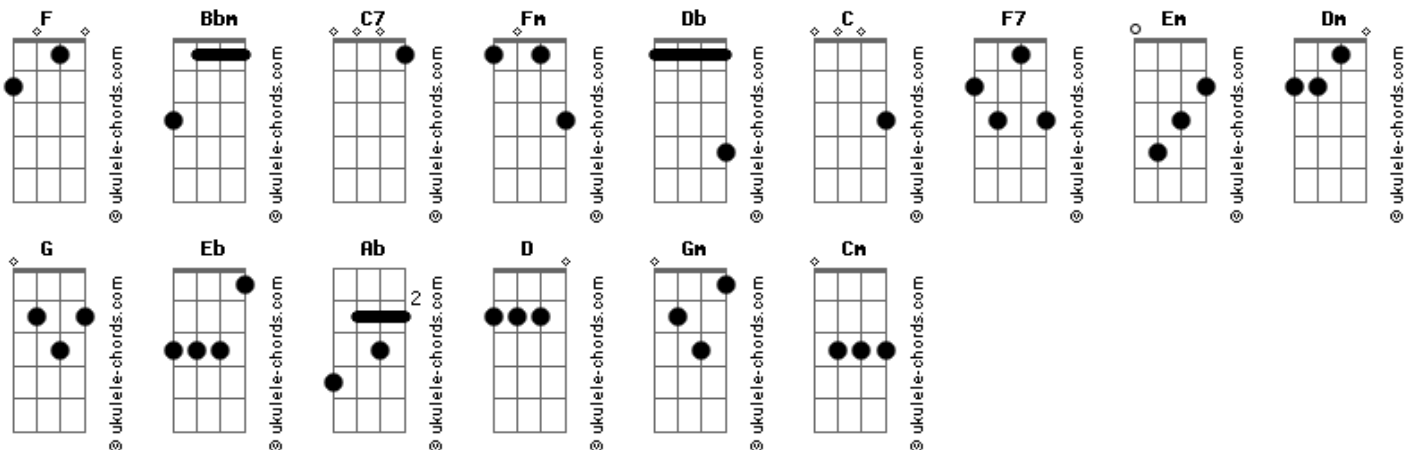 F Bbm C7 Fm Db C F7 Em Dm
© ukulele-chords.com © ukulele-chords.com © ukulele-chords.com © ukulele-chords.com © ukulele-chords.com © ukulele-chords.com © ukulele-chords.com © ukulele-chords.com © ukulele-chords.com
G Eb Ab D Gm Cm
2
© ukulele-chords.com © ukulele-chords.com © ukulele-chords.com © ukulele-chords.com © ukulele-chords.com © ukulele-chords.com